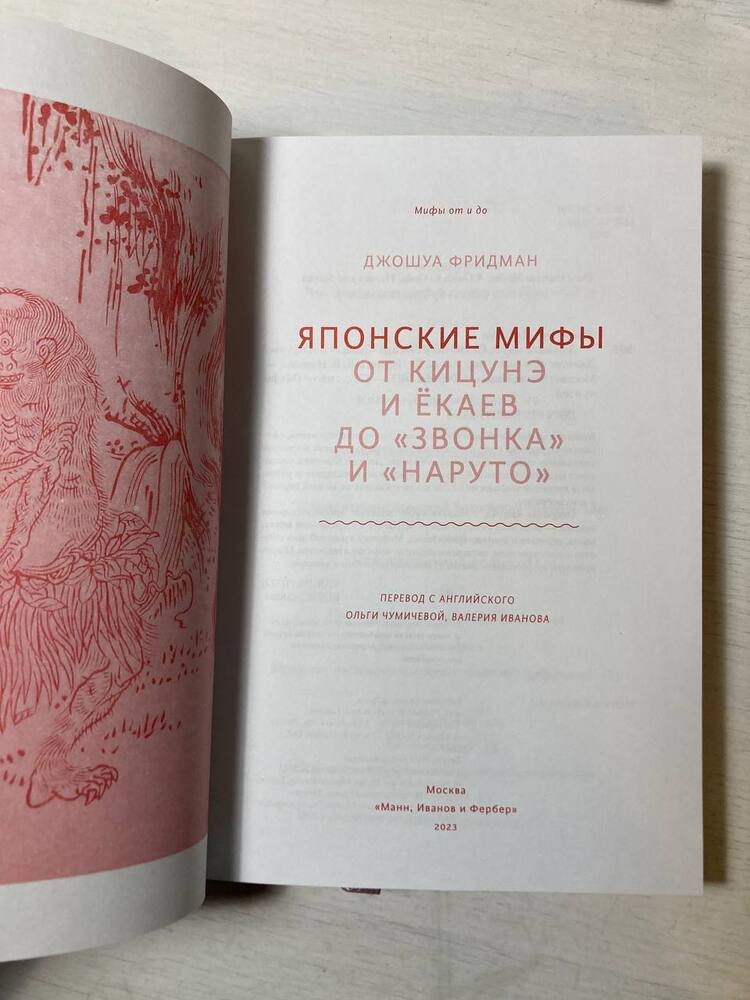 Мифы от и до
ДЖОШУА ФРИДМАН
ЯПОНСКИЕ МИФЫ
ОТ КИЦУНЭ
И ЁКАЕВ
ДО «ЗВОНКА»
И «НАРУТО»
ПЕРЕВОД С АНГЛИЙСКОГО
ОЛЬГИ ЧУМИЧЕВОЙ, ВАЛЕРИЯ ИВАНОВА
Москва
«Манн, Иванов и Фербер»
2023